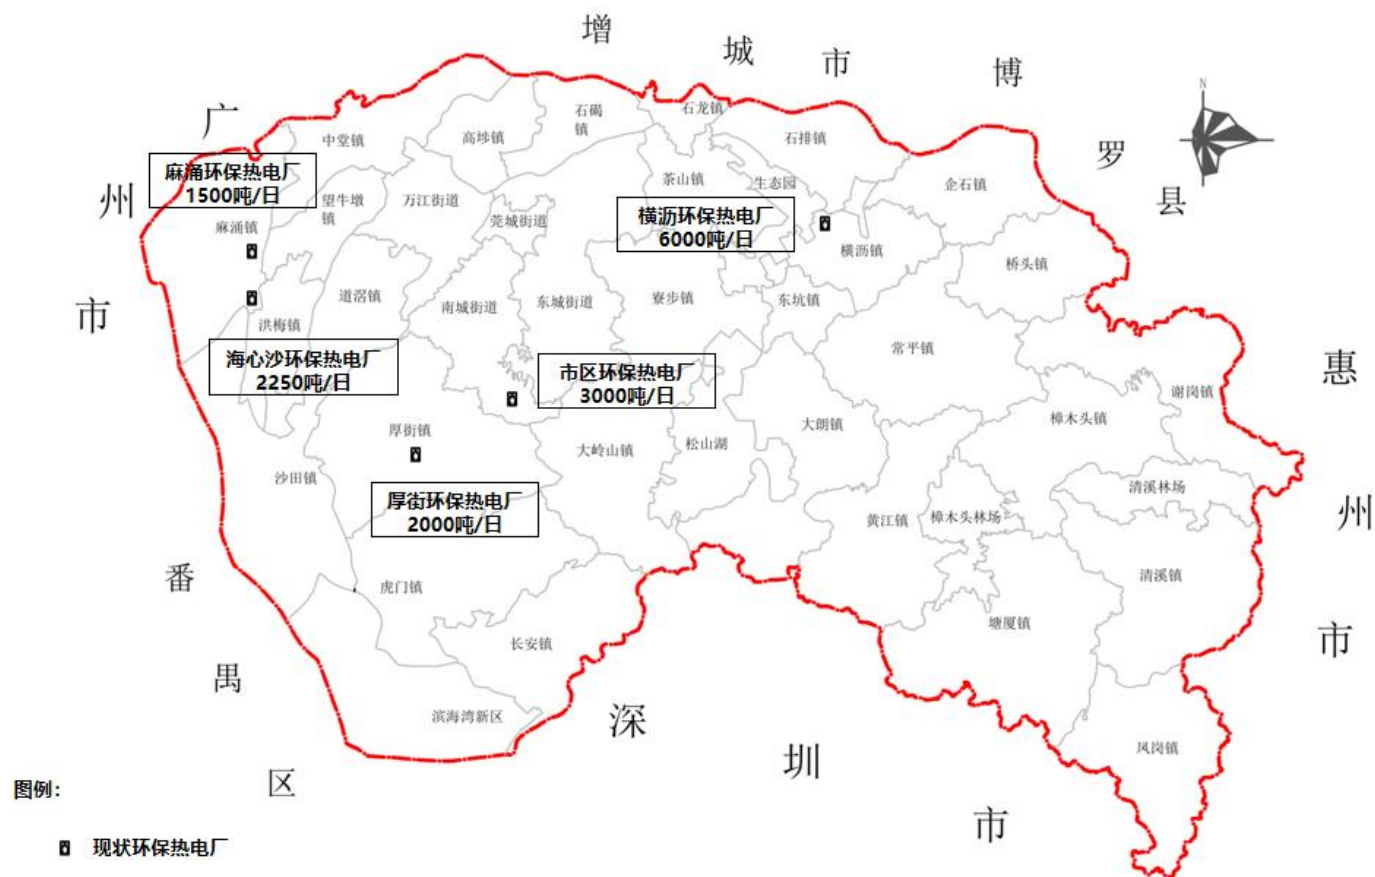 增
城
市
博
罗
县
广
州
市
番
禺
区
深
圳
市
惠
州
市
N
石龙镇
石碣
镇
高埗镇
中堂镇
石排镇
麻涌环保热电厂
1500吨/日
望牛墩
镇
万江街道
茶山镇
生态园
企石镇
横沥环保热电厂
6000吨/日
莞城街道
麻涌镇
横沥镇
桥头镇
道滘镇
南城街道
东城街道
寮步镇
东坑镇
洪梅镇
海心沙环保热电厂
2250吨/日
市区环保热电厂
3000吨/日
常平镇
谢岗镇
樟木头镇
厚街镇
大岭山镇
松山湖
大朗镇
沙田镇
清溪林场
厚街环保热电厂
2000吨/日
黄江镇
樟木头林场
虎门镇
清溪镇
长安镇
塘厦镇
滨海湾新区
凤岗镇
图例：
现状环保热电厂